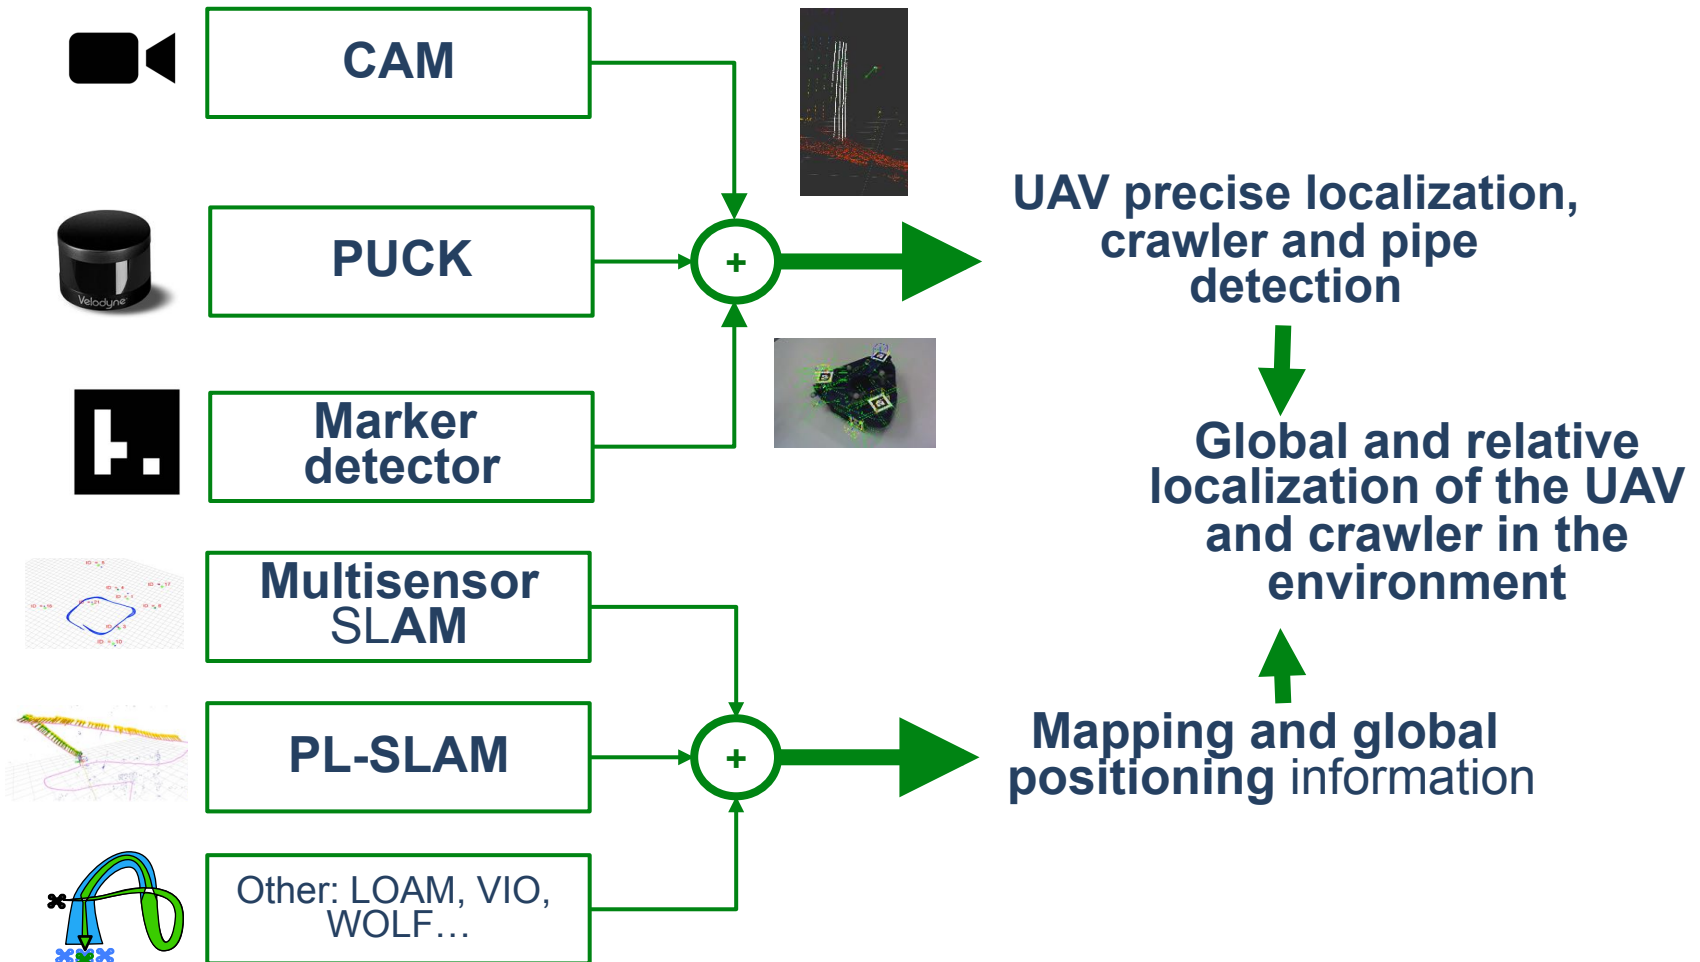 CAM
PUCK
Velodyne
Marker
detector
+
UAV precise localization,
crawler and pipe
detection
Global and relative
localization of the UAV
and crawler in the
environment
Multisensor
SLAM
PL-SLAM
Other: LOAM, VIO,
WOLF…
+
Mapping and global
positioning information